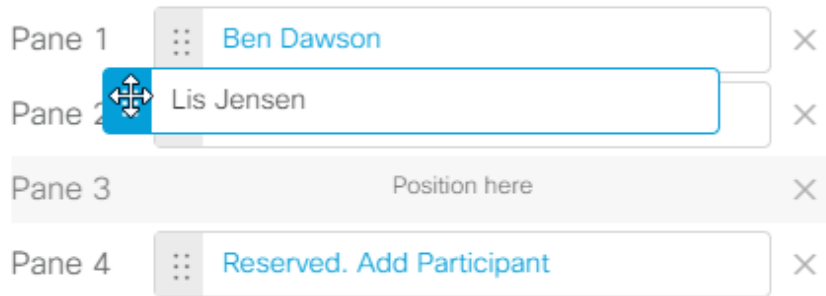 Pane 1 Ben Dawson
Lis Jensen
Pane 2
Pane 3 Position here
Pane 4 Reserved. Add Participant